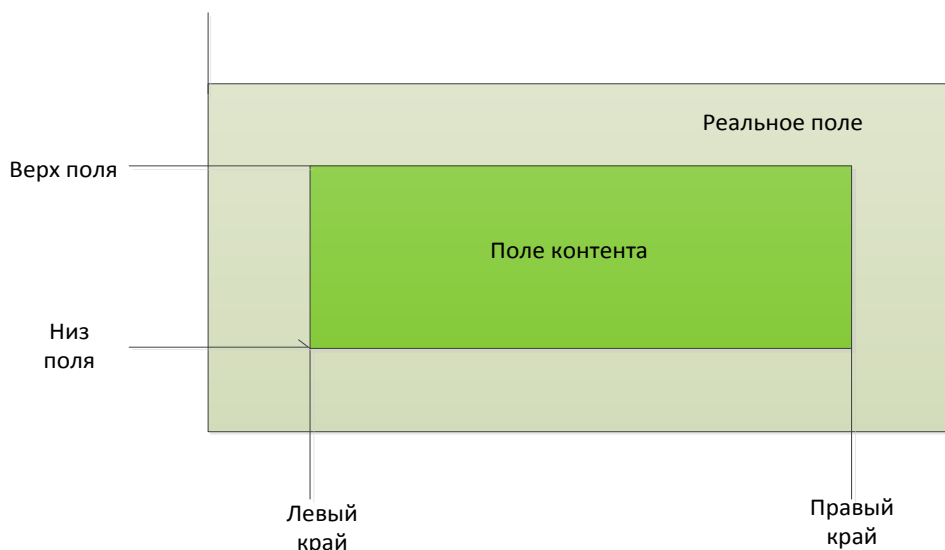 Реальное поле
Верх поля
Поле контента
Низ
поля
Левый
край
Правый
край